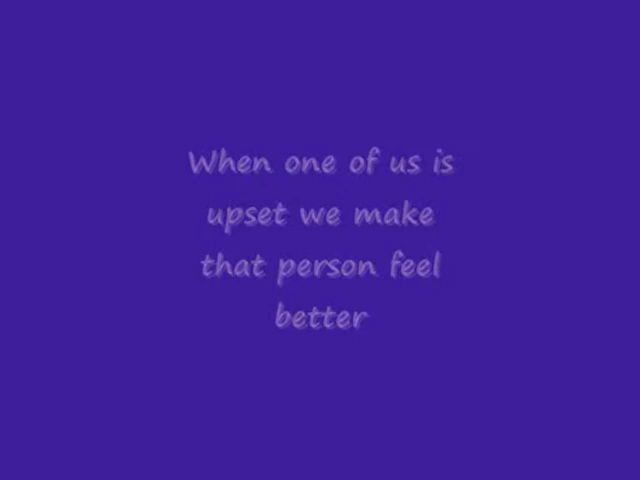 When one of us is
upset we make
that person feel
better